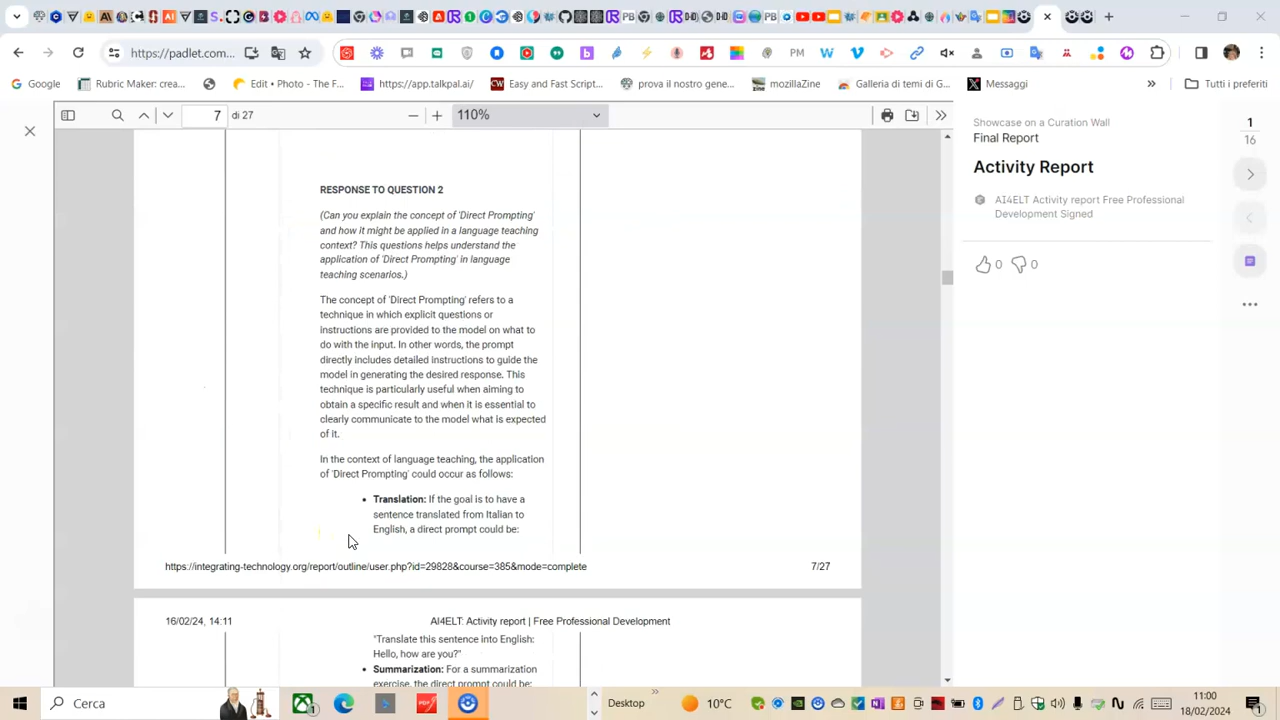 https://padlet.com...
Google
Rubric Maker: crea...
Edit • Photo - The F...
https://app.talkpal.ai/
Easy and Fast Script...
prova il nostro gene...
mozillaZine
Galleria di temi di G...
Messaggi
Tutti i preferiti
7 di 27
110%
RESPONSE TO QUESTION 2
(Can you explain the concept of 'Direct Prompting'
and how it might be applied in a language teaching
context? This questions helps understand the
application of 'Direct Prompting' in language
teaching scenarios.)
The concept of 'Direct Prompting' refers to a
technique in which explicit questions or
instructions are provided to the model on what to
do with the input. In other words, the prompt
directly includes detailed instructions to guide the
model in generating the desired response. This
technique is particularly useful when aiming to
obtain a specific result and when it is essential to
clearly communicate to the model what is expected
of it.
In the context of language teaching, the application
of 'Direct Prompting' could occur as follows:
• Translation: If the goal is to have a
sentence translated from Italian to
English, a direct prompt could be:
https://integrating-technology.org/report/outline/user.php?id=29828&course=385&mode=complete
7/27
16/02/24, 14:11
AI4ELT: Activity report | Free Professional Development
"Translate this sentence into English:
Hello, how are you?"
• Summarization: For a summarization
exercise, the direct prompt could be:
Showcase on a Curation Wall
Final Report
Activity Report
AI4ELT Activity report Free Professional
Development Signed
0
0
1
16
Cerca
Desktop
10°C
11:00
18/02/2024